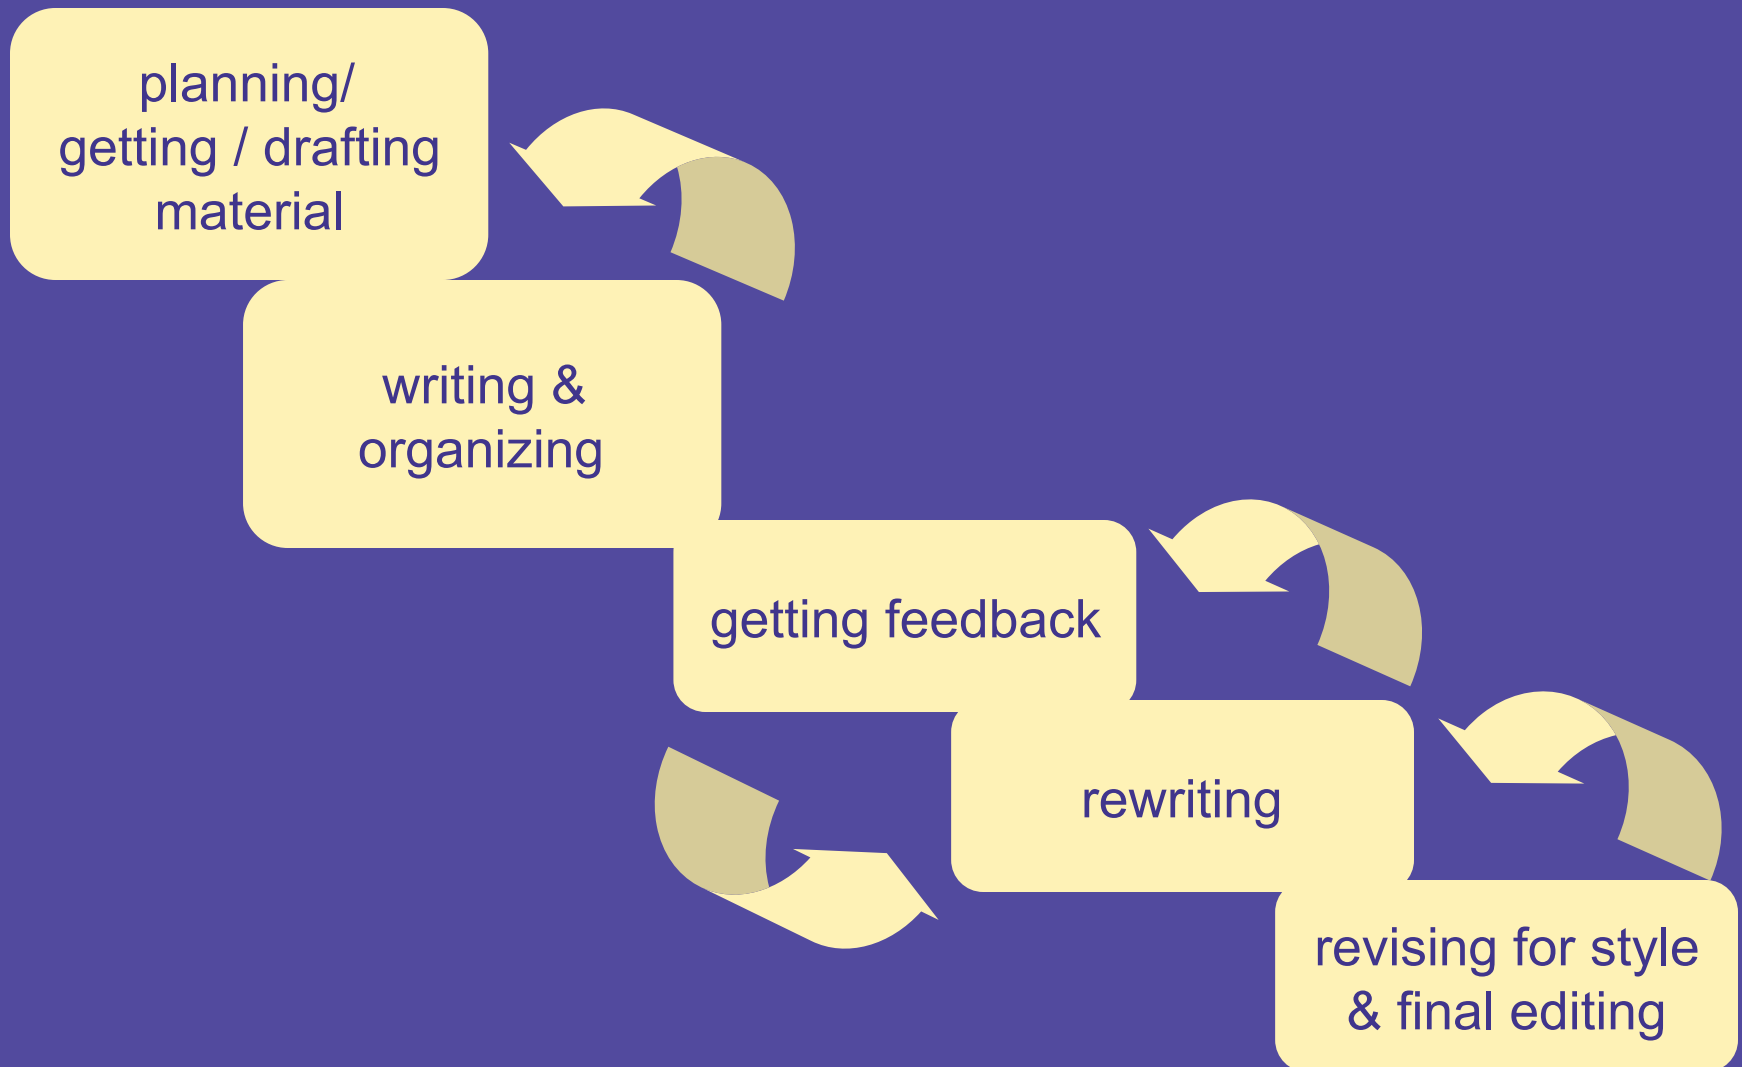 planning/
getting / drafting
material
writing &
organizing
getting feedback
rewriting
revising for style
& final editing